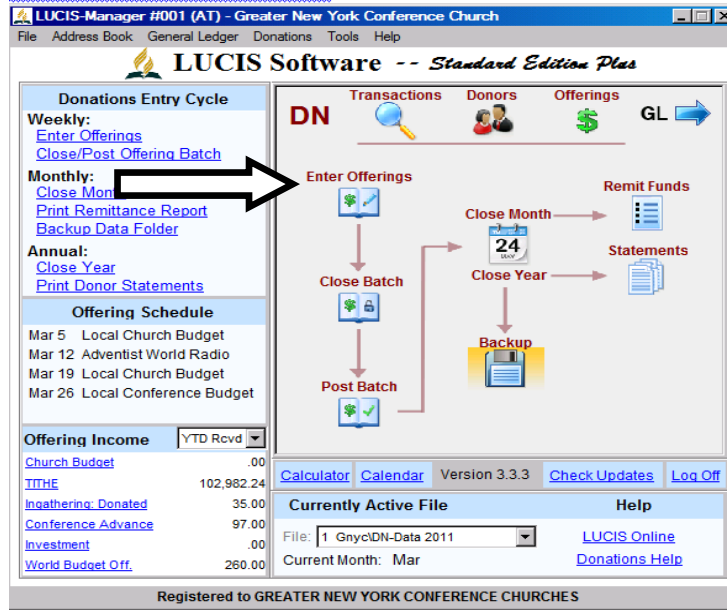 LUCIS-Manager #001 (AT) - Greater New York Conference Church
File Address Book General Ledger Donations Tools Help
LUCIS Software -- Standard Edition Plus
Donations Entry Cycle
Weekly:
Enter Offerings
Close/Post Offering Batch
Monthly:
Close Mon
Print Remittance Report
Backup Data Folder
Annual:
Close Year
Print Donor Statements
Offering Schedule
Mar 5 Local Church Budget
Mar 12 Adventist World Radio
Mar 19 Local Church Budget
Mar 26 Local Conference Budget
Offering Income YTD Rcvd
Church Budget .00
TITHE 102,982.24
Ingathering: Donated 35.00
Conference Advance 97.00
Investment .00
World Budget Off. 260.00
DN Transactions Donors Offerings GL
Enter Offerings
Close Batch
Post Batch
Close Month
24
MAY
Close Year
Backup
Remit Funds
Statements
Calculator Calendar Version 3.3.3 Check Updates Log Off
Currently Active File
File: 1 Gnyc\DN-Data 2011
Current Month: Mar
Help
LUCIS Online
Donations Help
Registered to GREATER NEW YORK CONFERENCE CHURCHES